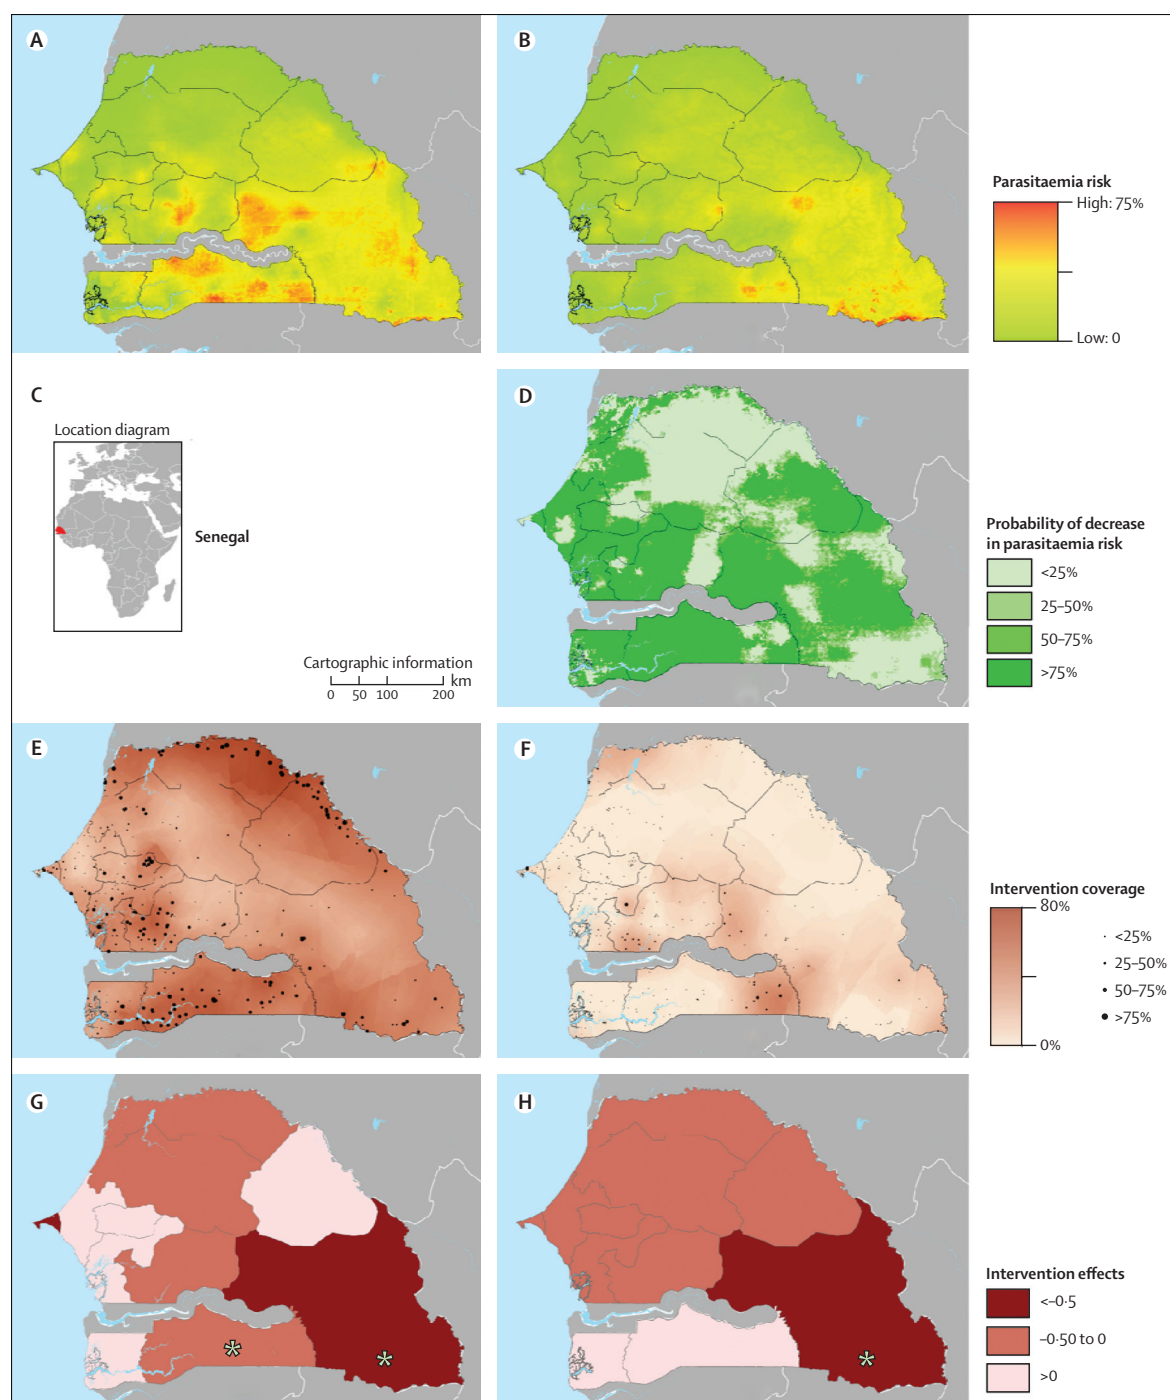 A
B
Parasitaemia risk
High: 75%
Low: 0
C
Location diagram
Senegal
Cartographic information
km
0 50 100 200
D
Probability of decrease
in parasitaemia risk
<25%
25–50%
50–75%
>75%
E
F
Intervention coverage
80%
0%
<25%
25–50%
50–75%
>75%
G
*
*
H
*
Intervention effects
<–0·5
–0·50 to 0
>0